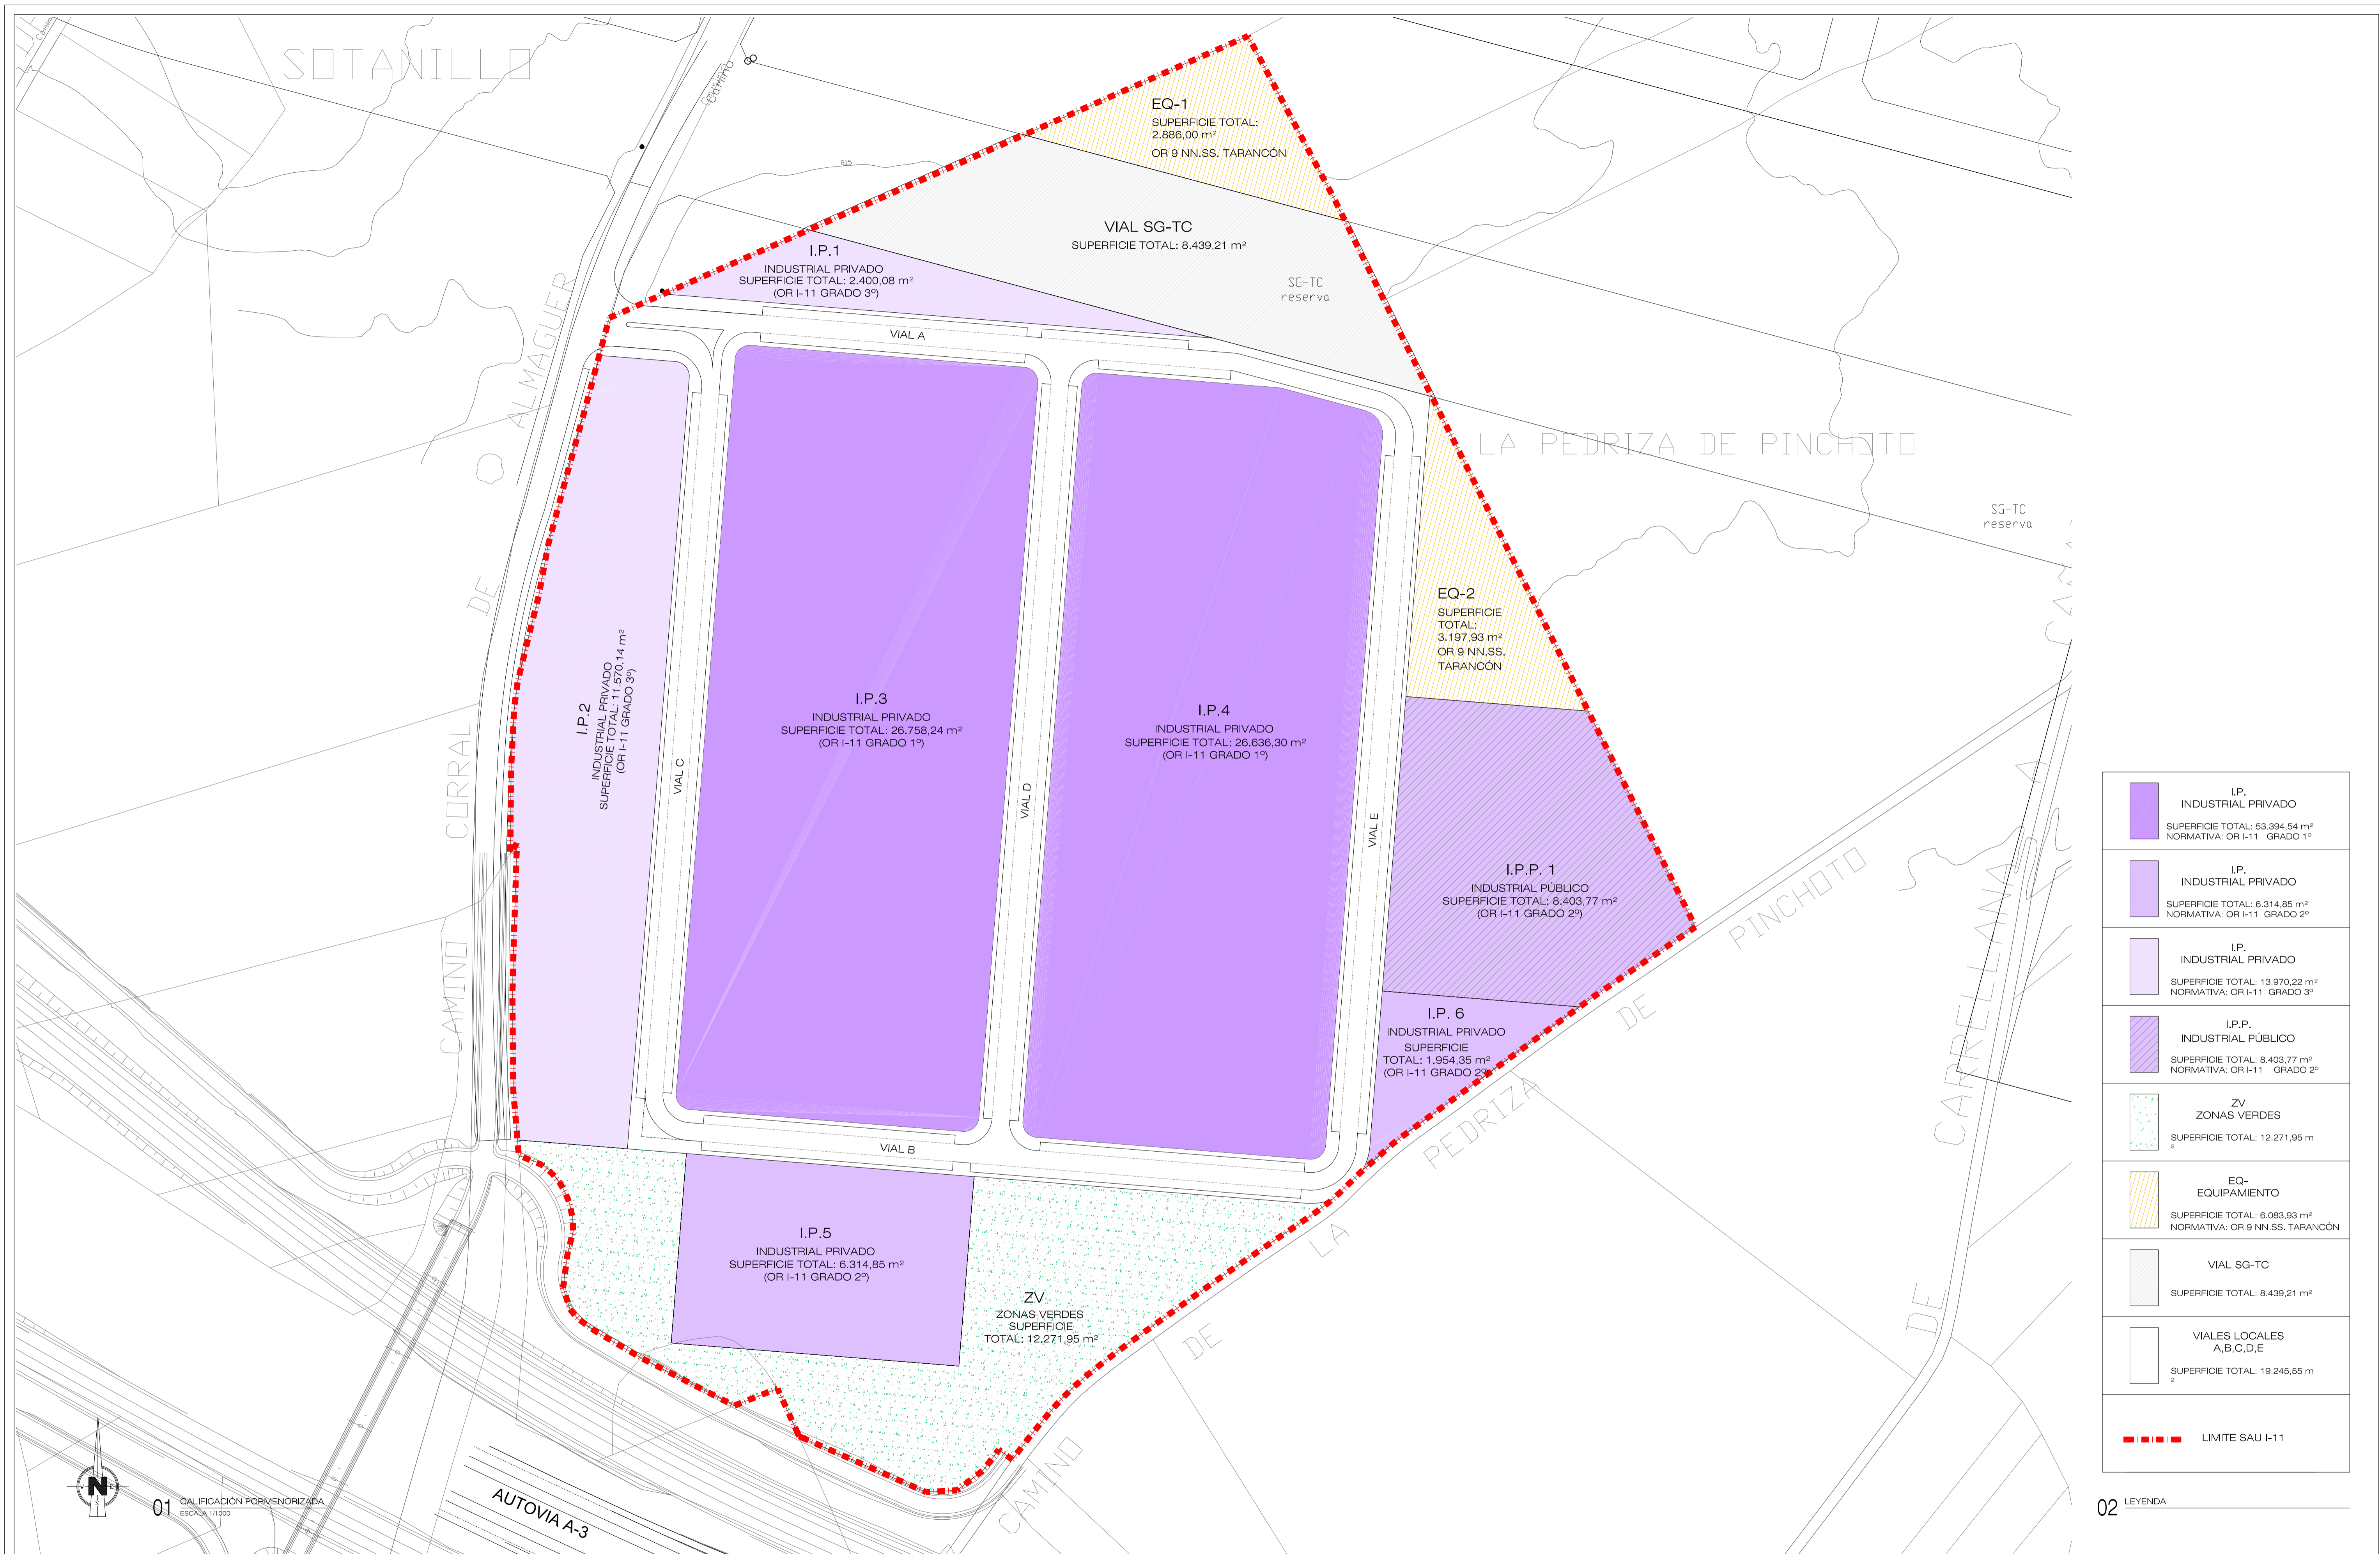 SOTANILLO
Camino
815
EQ-1
SUPERFICIE TOTAL:
2.886,00 m²
OR 9 NN.SS. TARANCÓN
VIAL SG-TC
SUPERFICIE TOTAL: 8.439,21 m²
SG-TC
reserva
I.P.1
INDUSTRIAL PRIVADO
SUPERFICIE TOTAL: 2.400,08 m²
(OR I-11 GRADO 3º)
VIAL A
CAMINO DE CORRAL DE ALMAGUER
LA PEDRIZA DE PINCHOTO
SG-TC
reserva
EQ-2
SUPERFICIE
TOTAL:
3.197,93 m²
OR 9 NN.SS.
TARANCÓN
I.P.2
INDUSTRIAL PRIVADO
SUPERFICIE TOTAL: 11.570,14 m²
(OR I-11 GRADO 3º)
VIAL C
I.P.3
INDUSTRIAL PRIVADO
SUPERFICIE TOTAL: 26.758,24 m²
(OR I-11 GRADO 1º)
VIAL D
I.P.4
INDUSTRIAL PRIVADO
SUPERFICIE TOTAL: 26.636,30 m²
(OR I-11 GRADO 1º)
VIAL E
I.P.P. 1
INDUSTRIAL PÚBLICO
SUPERFICIE TOTAL: 8.403,77 m²
(OR I-11 GRADO 2º)
I.P. 6
INDUSTRIAL PRIVADO
SUPERFICIE
TOTAL: 1.954,35 m²
(OR I-11 GRADO 2º)
VIAL B
I.P.5
INDUSTRIAL PRIVADO
SUPERFICIE TOTAL: 6.314,85 m²
(OR I-11 GRADO 2º)
ZV
ZONAS VERDES
SUPERFICIE
TOTAL: 12.271,95 m²
CAMINO DE LA PEDRIZA DE PINCHOTO
DE CARRELLANA
AUTOVIA A-3
N
01 CALIFICACIÓN PORMENORIZADA
ESCALA 1/1000
I.P.
INDUSTRIAL PRIVADO
SUPERFICIE TOTAL: 53.394,54 m²
NORMATIVA: OR I-11 GRADO 1º
I.P.
INDUSTRIAL PRIVADO
SUPERFICIE TOTAL: 6.314,85 m²
NORMATIVA: OR I-11 GRADO 2º
I.P.
INDUSTRIAL PRIVADO
SUPERFICIE TOTAL: 13.970,22 m²
NORMATIVA: OR I-11 GRADO 3º
I.P.P.
INDUSTRIAL PÚBLICO
SUPERFICIE TOTAL: 8.403,77 m²
NORMATIVA: OR I-11 GRADO 2º
ZV
ZONAS VERDES
SUPERFICIE TOTAL: 12.271,95 m
2
EQ-
EQUIPAMIENTO
SUPERFICIE TOTAL: 6.083,93 m²
NORMATIVA: OR 9 NN.SS. TARANCÓN
VIAL SG-TC
SUPERFICIE TOTAL: 8.439,21 m²
VIALES LOCALES
A,B,C,D,E
SUPERFICIE TOTAL: 19.245,55 m
2
LIMITE SAU I-11
02 LEYENDA